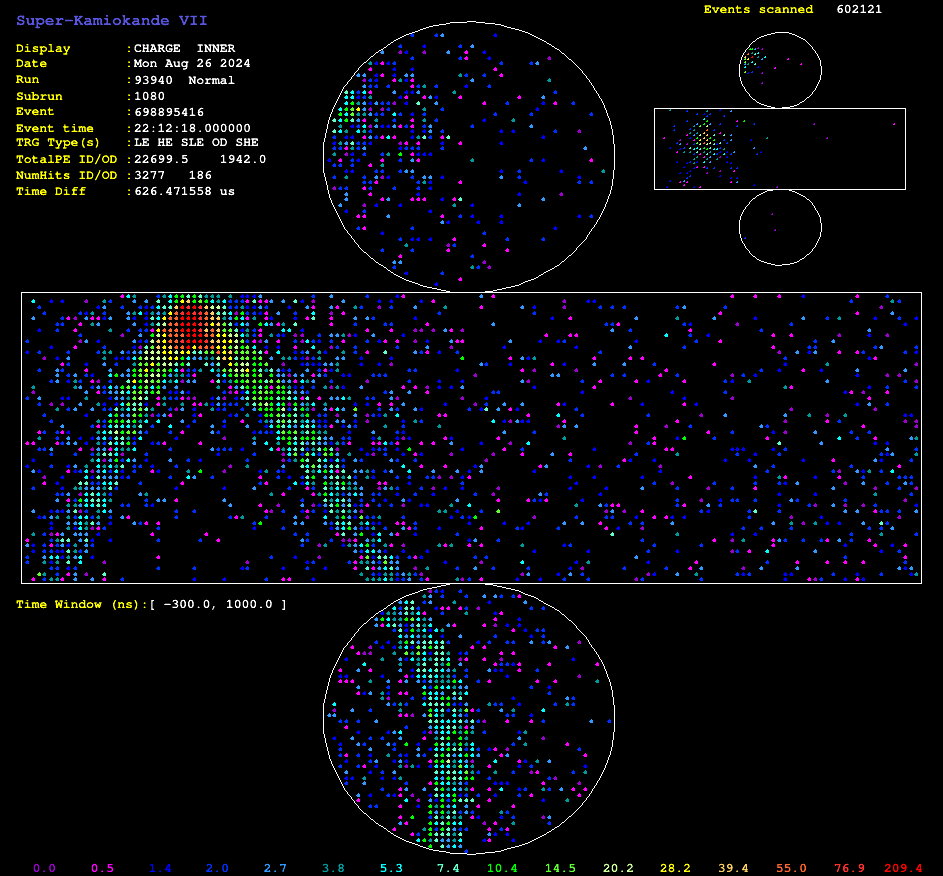 Super-Kamiokande VII
Events scanned 602121
Display :CHARGE INNER
Date :Mon Aug 26 2024
Run :93940 Normal
Subrun :1080
Event :698895416
Event time :22:12:18.000000
TRG Type(s) :LE HE SLE OD SHE
TotalPE ID/OD :22699.5 1942.0
NumHits ID/OD :3277 186
Time Diff :626.471558 us
Time Window (ns):[ -300.0, 1000.0 ]
0.0 0.5 1.4 2.0 2.7 3.8 5.3 7.4 10.4 14.5 20.2 28.2 39.4 55.0 76.9 209.4